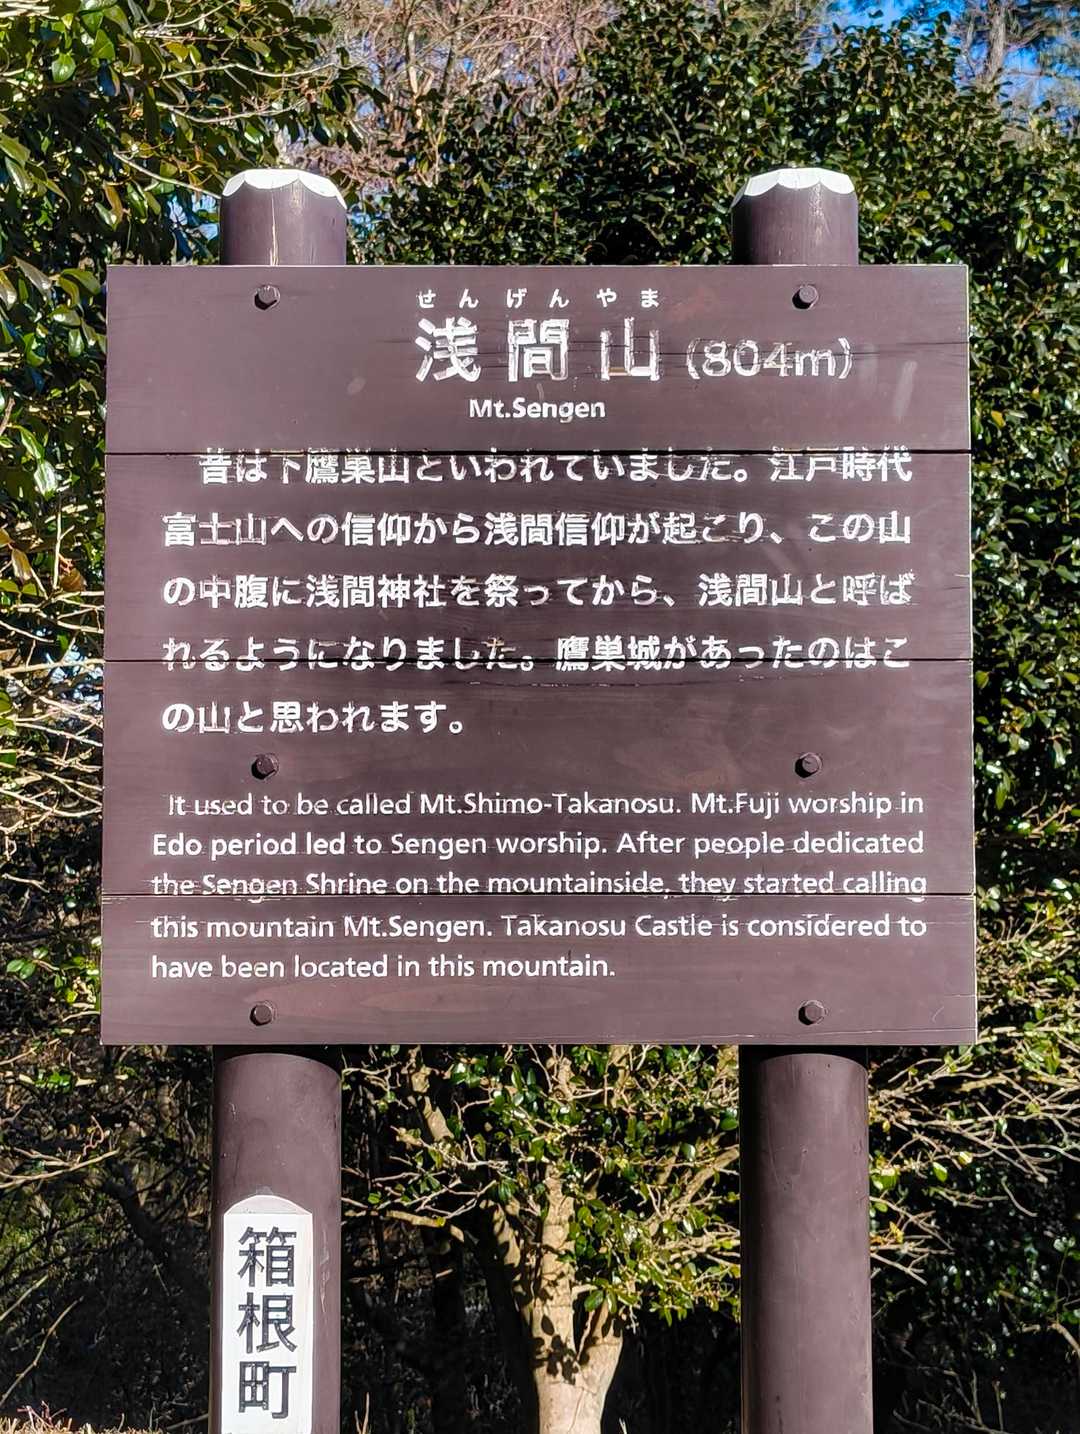 せんげんやま
浅間山(804m)
Mt.Sengen
昔は下鷹巣山といわれていました。江戸時代
富士山への信仰から浅間信仰が起こり、この山
の中腹に浅間神社を祭ってから、浅間山と呼ば
れるようになりました。鷹巣城があったのはこ
の山と思われます。
It used to be called Mt.Shimo-Takanosu. Mt.Fuji worship in
Edo period led to Sengen worship. After people dedicated
the Sengen Shrine on the mountainside, they started calling
this mountain Mt.Sengen. Takanosu Castle is considered to
have been located in this mountain.
箱根町